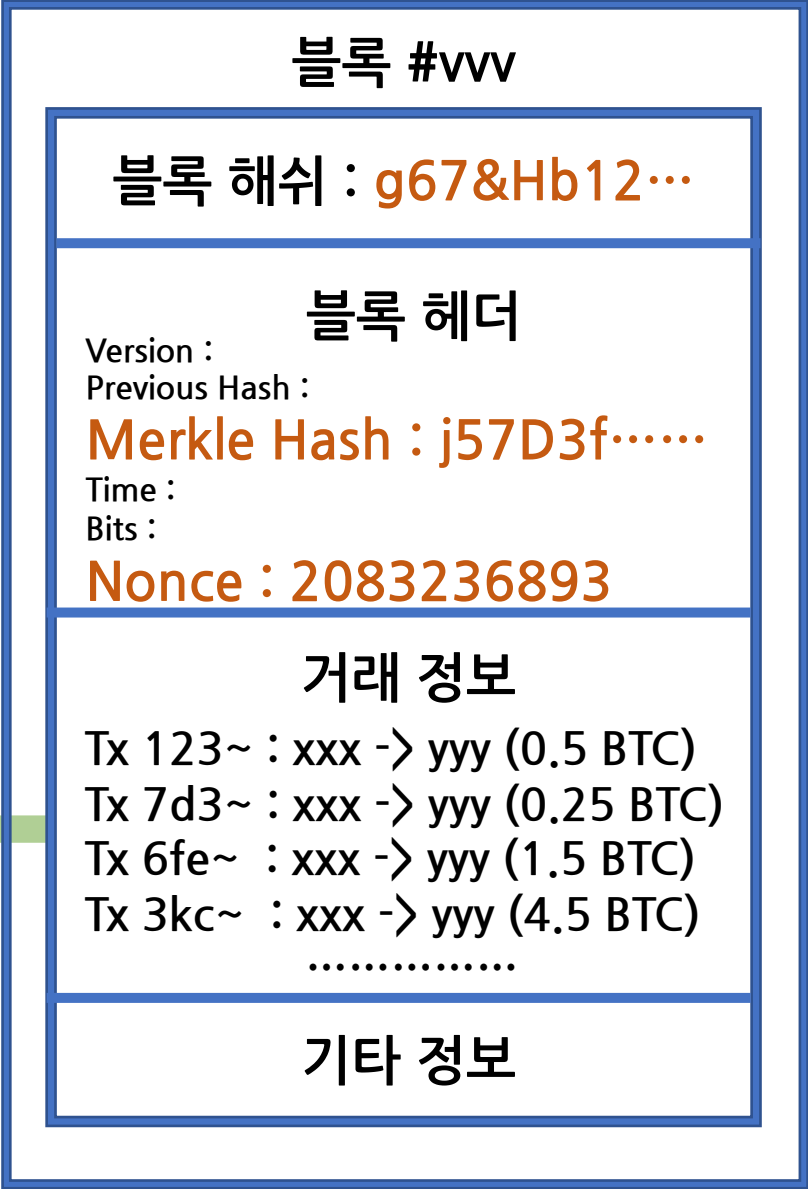 블록 #vvv
블록 해쉬 : g67&Hb12…
블록 헤더
Version :
Previous Hash :
Merkle Hash : j57D3f……
Time :
Bits :
Nonce : 2083236893
거래 정보
Tx 123~ : xxx -> yyy (0.5 BTC)
Tx 7d3~ : xxx -> yyy (0.25 BTC)
Tx 6fe~  : xxx -> yyy (1.5 BTC)
Tx 3kc~  : xxx -> yyy (4.5 BTC)
……………
기타 정보